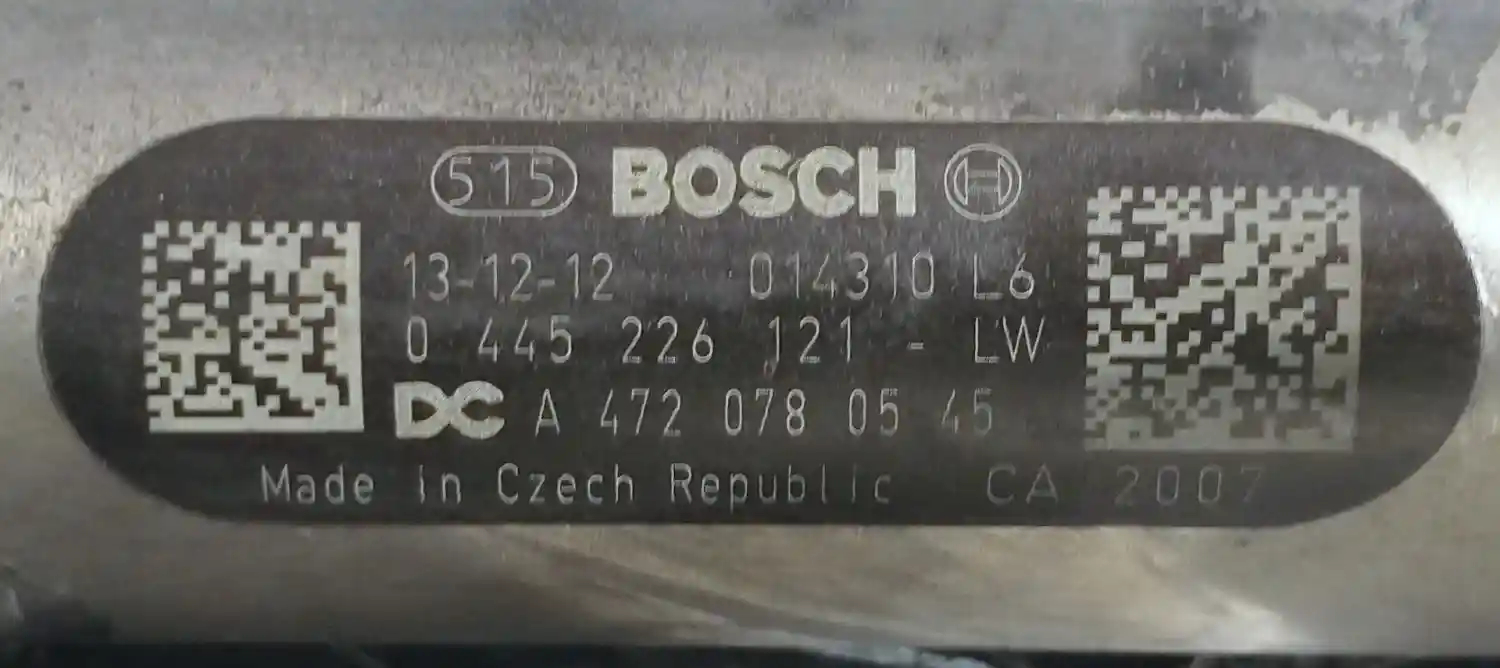 515 BOSCH
13-12-12 014310 L6
0 445 226 121 - LW
DC A 472 078 05 45
Made in Czech Republic CA 2007